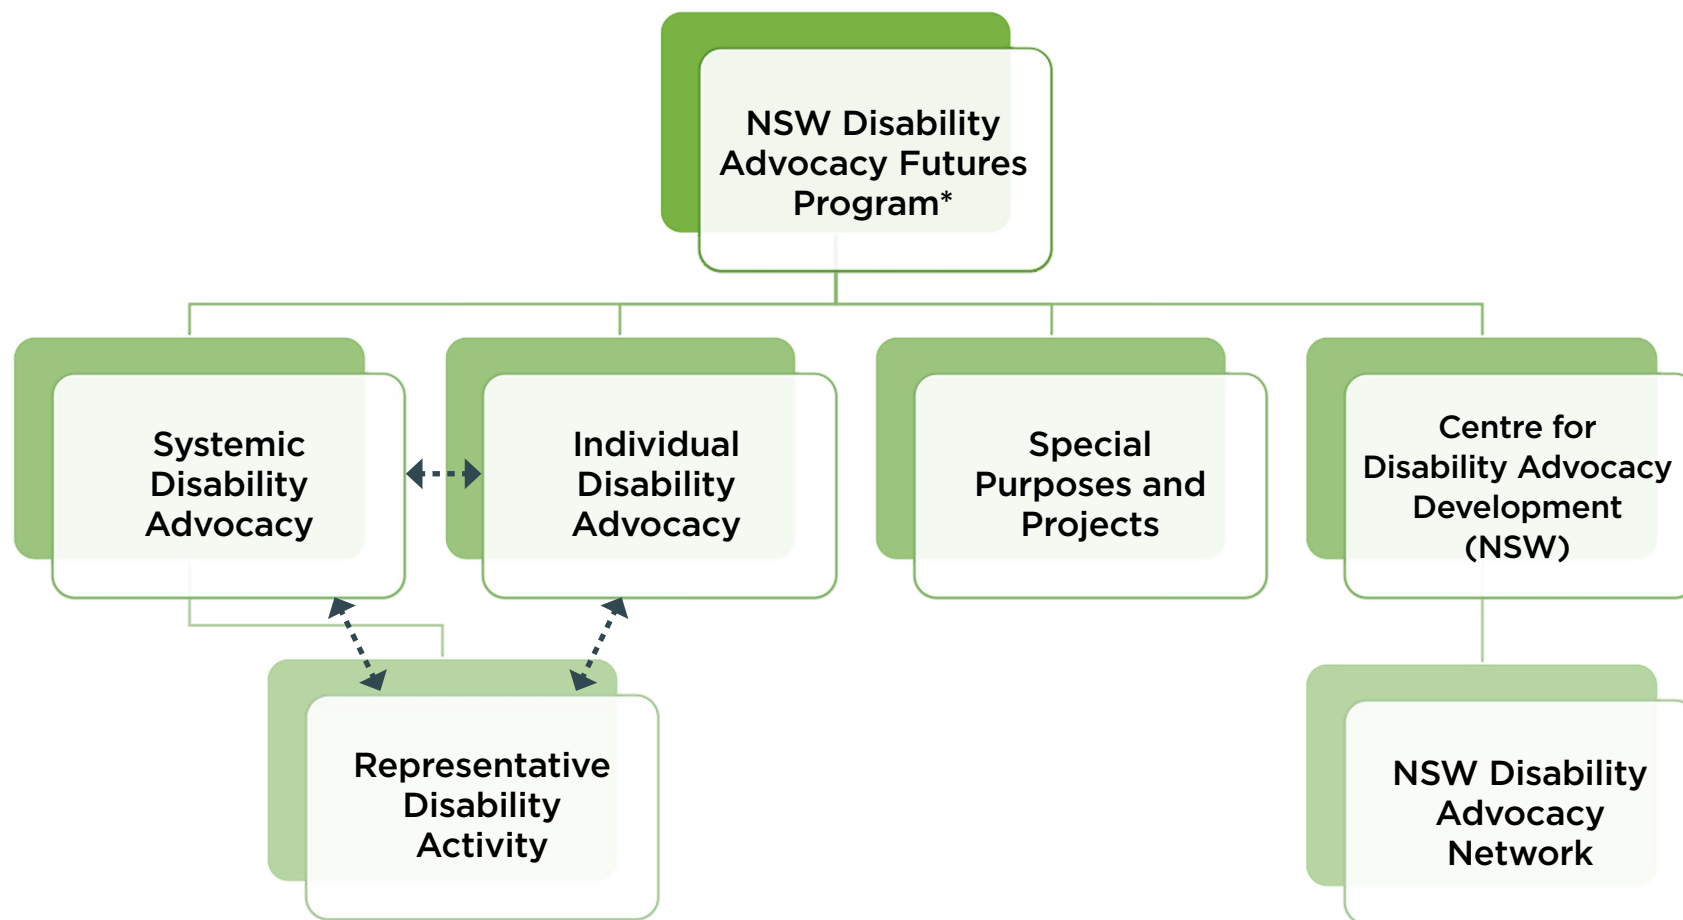 NSW Disability
Advocacy Futures
Program*
Systemic
Disability
Advocacy
Individual
Disability
Advocacy
Special
Purposes and
Projects
Centre for
Disability Advocacy
Development
(NSW)
Representative
Disability
Activity
NSW Disability
Advocacy
Network